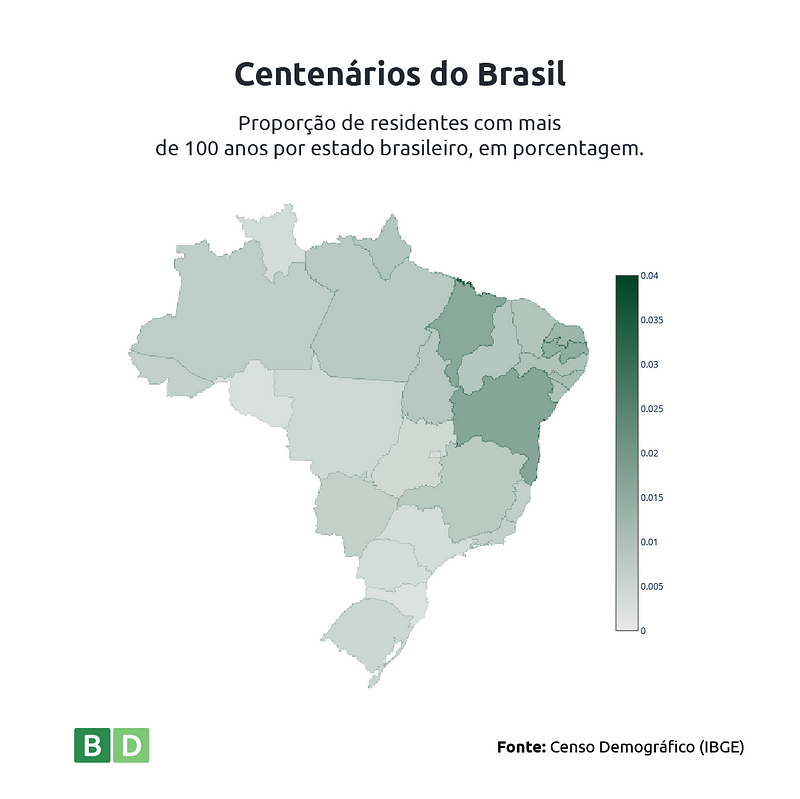 Centenários do Brasil
Proporção de residentes com mais
de 100 anos por estado brasileiro, em porcentagem.
0.04
0.035
0.03
0.025
0.02
0.015
0.01
0.005
0
B D
Fonte: Censo Demográfico (IBGE)